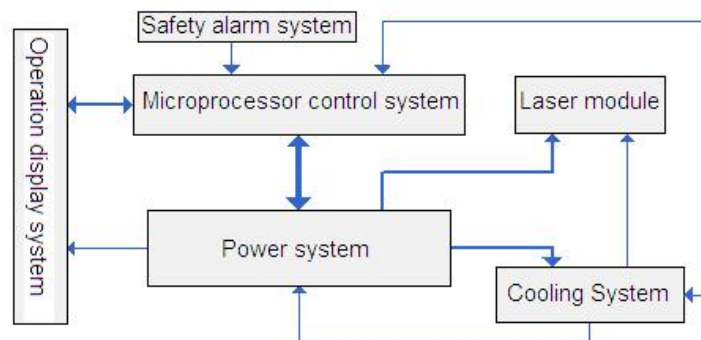 Safety alarm system
Operation display system
Microprocessor control system
Laser module
Power system
Cooling System